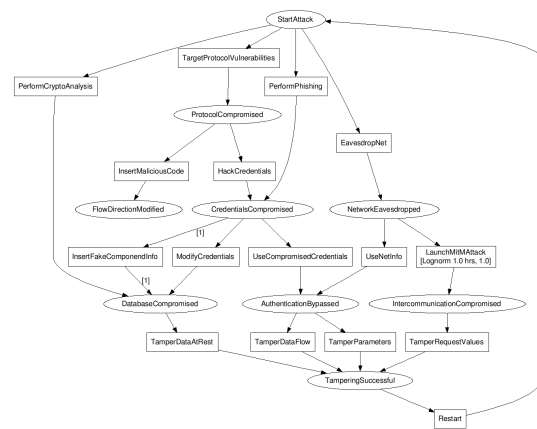 StartAttack
TargetProtocolVulnerabilities
PerformCryptoAnalysis
PerformPhishing
ProtocolCompromised
EavesdropNet
InsertMaliciousCode
HackCredentials
FlowDirectionModified
CredentialsCompromised
NetworkEavesdropped
[1]
InsertFakeComponendInfo
ModifyCredentials
UseCompromisedCredentials
UseNetInfo
LaunchMitMAttack
[Lognorm 1.0 hrs, 1.0]
[1]
DatabaseCompromised
AuthenticationBypassed
IntercommunicationCompromised
TamperDataAtRest
TamperDataFlow
TamperParameters
TamperRequestValues
TamperingSuccessful
Restart